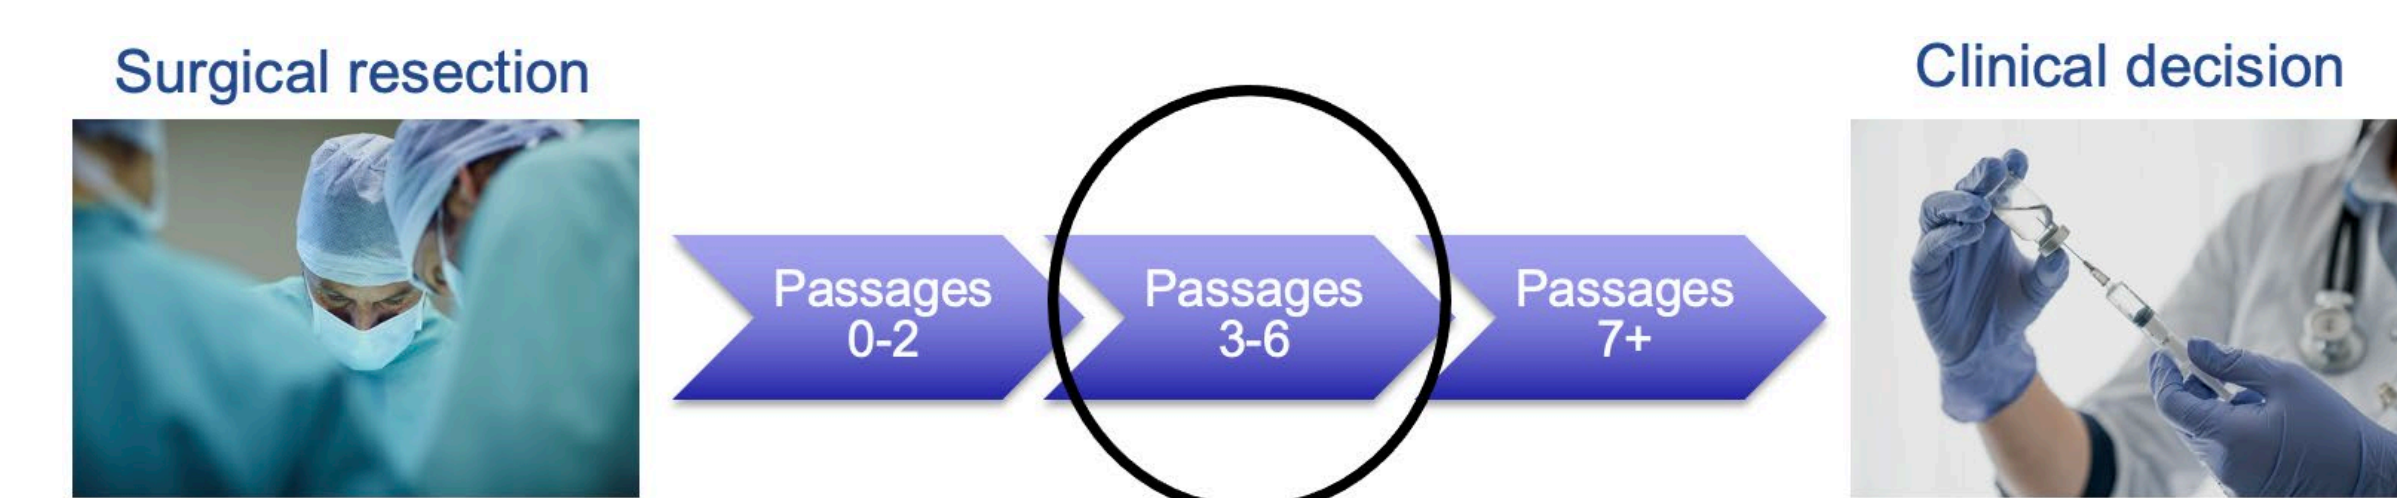 Surgical resection
Clinical decision
Passages
0-2
Passages
3-6
Passages
7+